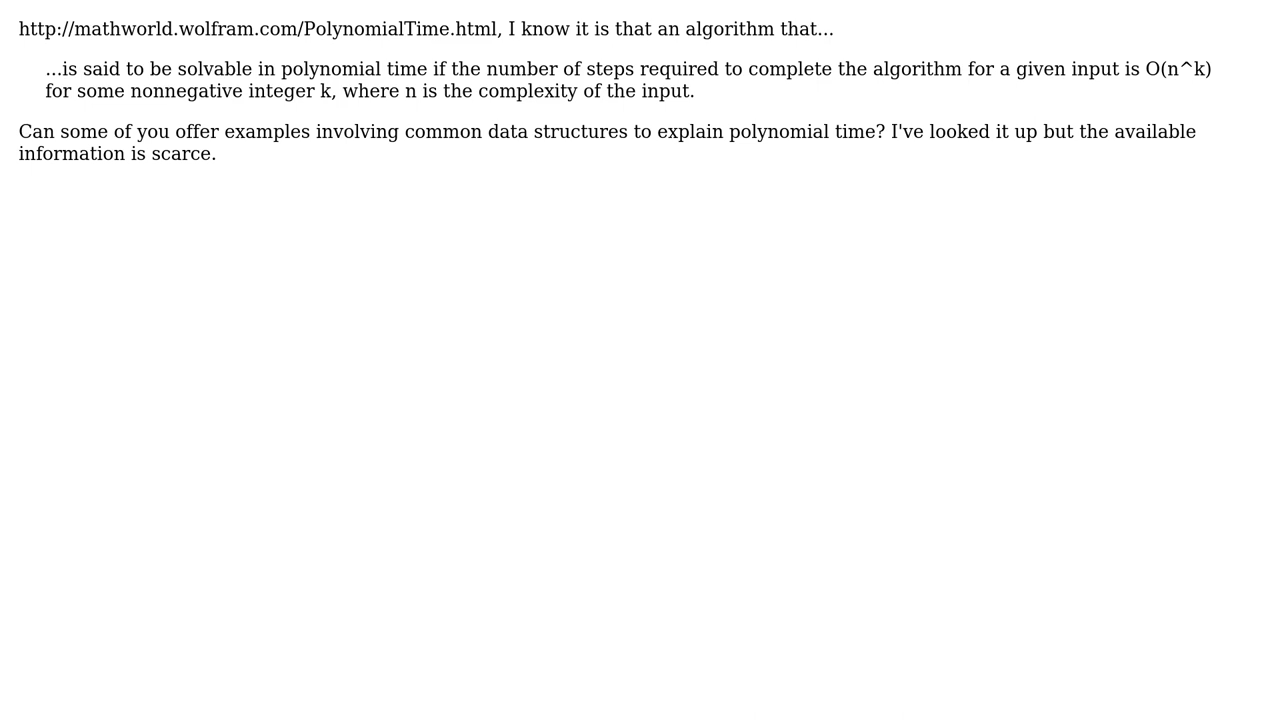 http://mathworld.wolfram.com/PolynomialTime.html, I know it is that an algorithm that...
...is said to be solvable in polynomial time if the number of steps required to complete the algorithm for a given input is O(n^k)
for some nonnegative integer k, where n is the complexity of the input.
Can some of you offer examples involving common data structures to explain polynomial time? I've looked it up but the available
information is scarce.